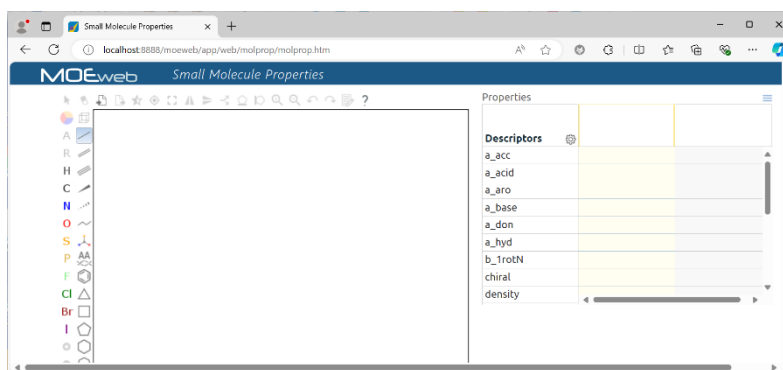 Small Molecule Properties
localhost:8888/moeweb/app/web/molprop/molprop.htm
MOEweb Small Molecule Properties
?
Properties
Descriptors
a_acc
a_acid
a_aro
a_base
a_don
a_hyd
b_1rotN
chiral
density
A
R
H
C
N
O
S
P AA
F
Cl
Br
I